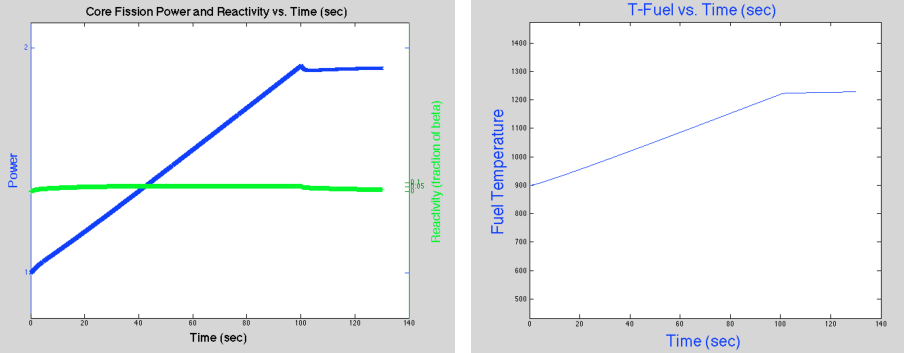 Core Fission Power and Reactivity vs. Time (sec)
2
1
Power
0.1
0.05
0
Reactivity (fraction of beta)
0 20 40 60 80 100 120 140
Time (sec)
T-Fuel vs. Time (sec)
1400
1300
1200
1100
1000
900
800
700
600
500
Fuel Temperature
0 20 40 60 80 100 120 140
Time (sec)